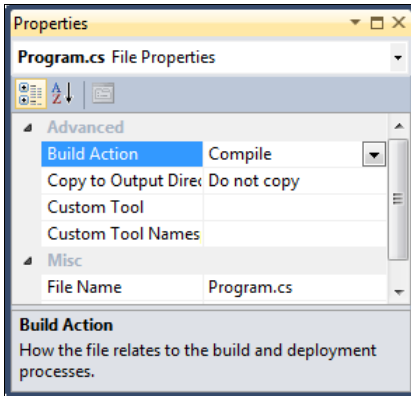 Properties
Program.cs File Properties
Advanced
Build Action Compile
Copy to Output Direc Do not copy
Custom Tool
Custom Tool Names
Misc
File Name Program.cs
Build Action
How the file relates to the build and deployment
processes.